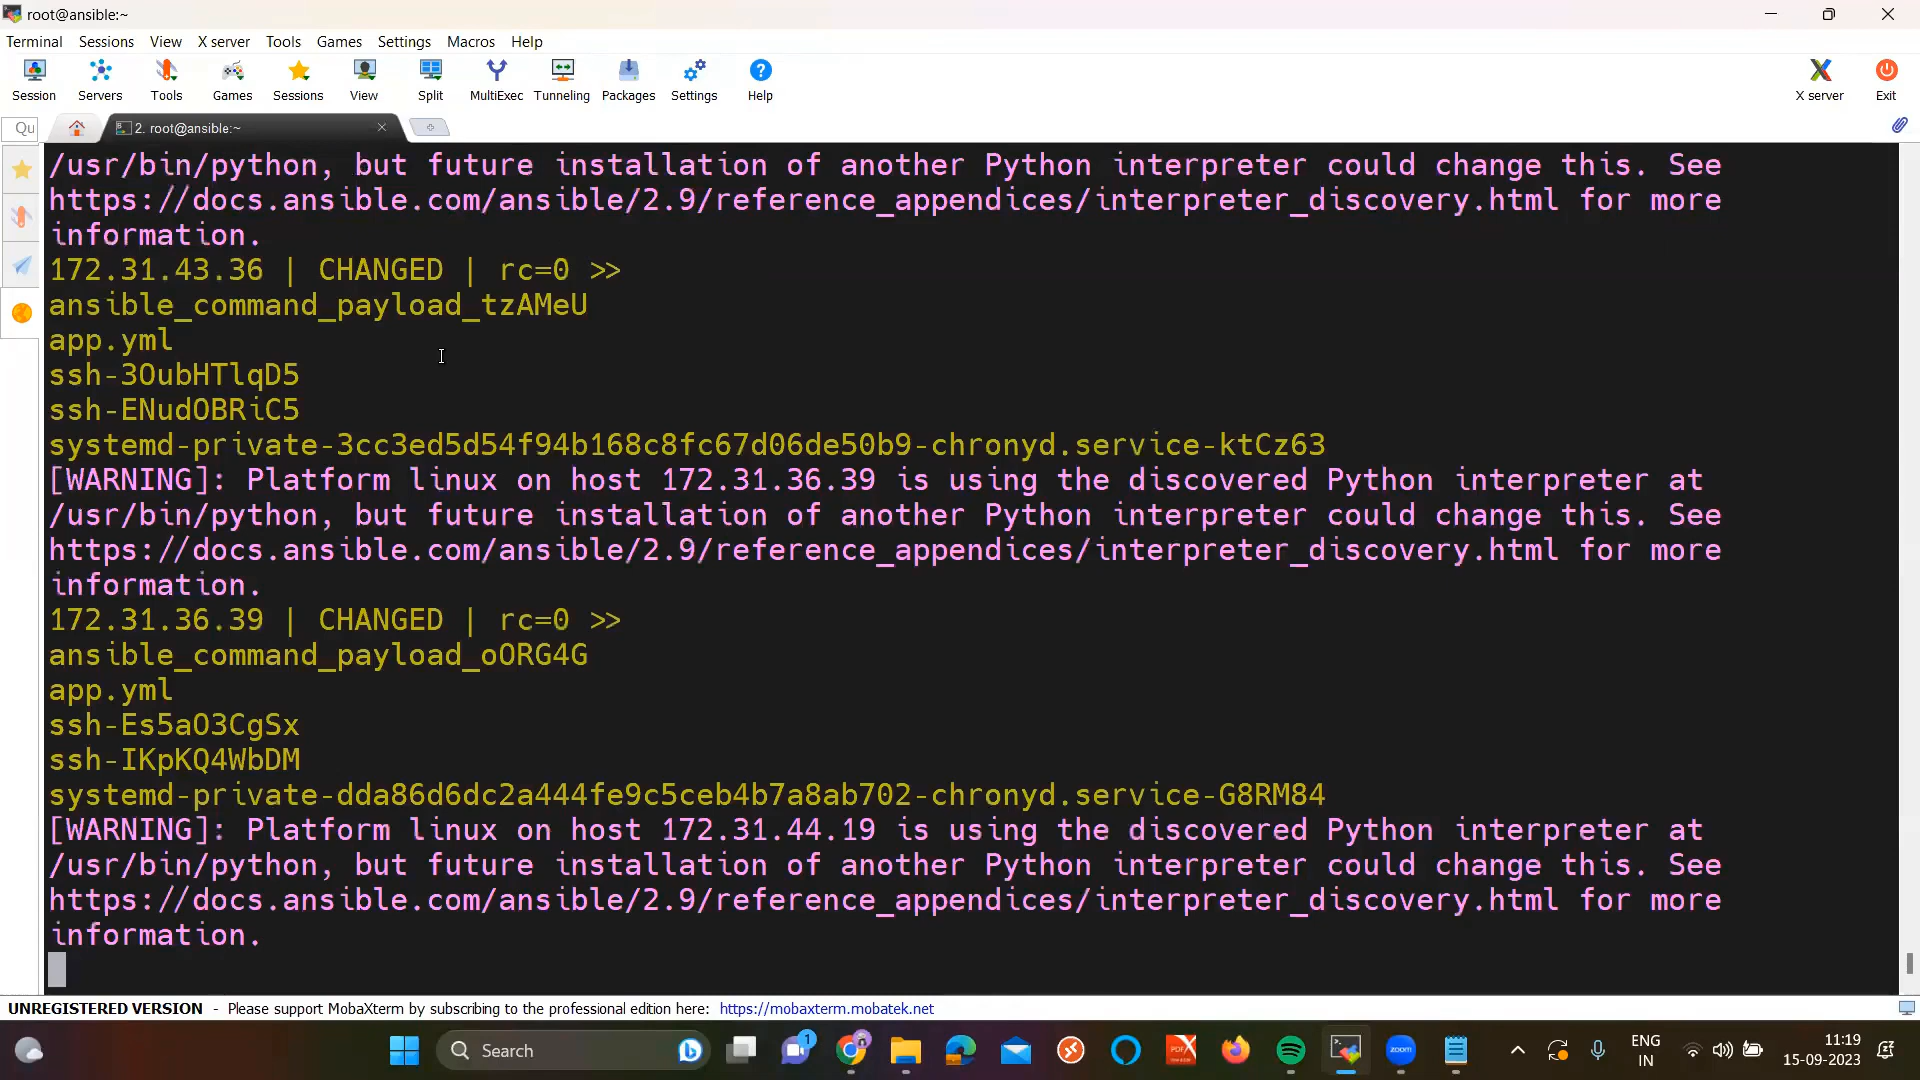 root@ansible:~
Terminal Sessions View X server Tools Games Settings Macros Help
Session Servers Tools Games Sessions View Split MultiExec Tunneling Packages Settings Help X server Exit
Qu 2. root@ansible:~
/usr/bin/python, but future installation of another Python interpreter could change this. See
https://docs.ansible.com/ansible/2.9/reference_appendices/interpreter_discovery.html for more
information.
172.31.43.36 | CHANGED | rc=0 >>
ansible_command_payload_tzAMeU
app.yml
ssh-3OubHTlqD5
ssh-ENudOBRiC5
systemd-private-3cc3ed5d54f94b168c8fc67d06de50b9-chronyd.service-ktCz63
[WARNING]: Platform linux on host 172.31.36.39 is using the discovered Python interpreter at
/usr/bin/python, but future installation of another Python interpreter could change this. See
https://docs.ansible.com/ansible/2.9/reference_appendices/interpreter_discovery.html for more
information.
172.31.36.39 | CHANGED | rc=0 >>
ansible_command_payload_oORG4G
app.yml
ssh-Es5aO3CgSx
ssh-IKpKQ4WbDM
systemd-private-dda86d6dc2a444fe9c5ceb4b7a8ab702-chronyd.service-G8RM84
[WARNING]: Platform linux on host 172.31.44.19 is using the discovered Python interpreter at
/usr/bin/python, but future installation of another Python interpreter could change this. See
https://docs.ansible.com/ansible/2.9/reference_appendices/interpreter_discovery.html for more
information.
UNREGISTERED VERSION - Please support MobaXterm by subscribing to the professional edition here: https://mobaxterm.mobatek.net
Search 1 zoom ENG 11:19
IN 15-09-2023